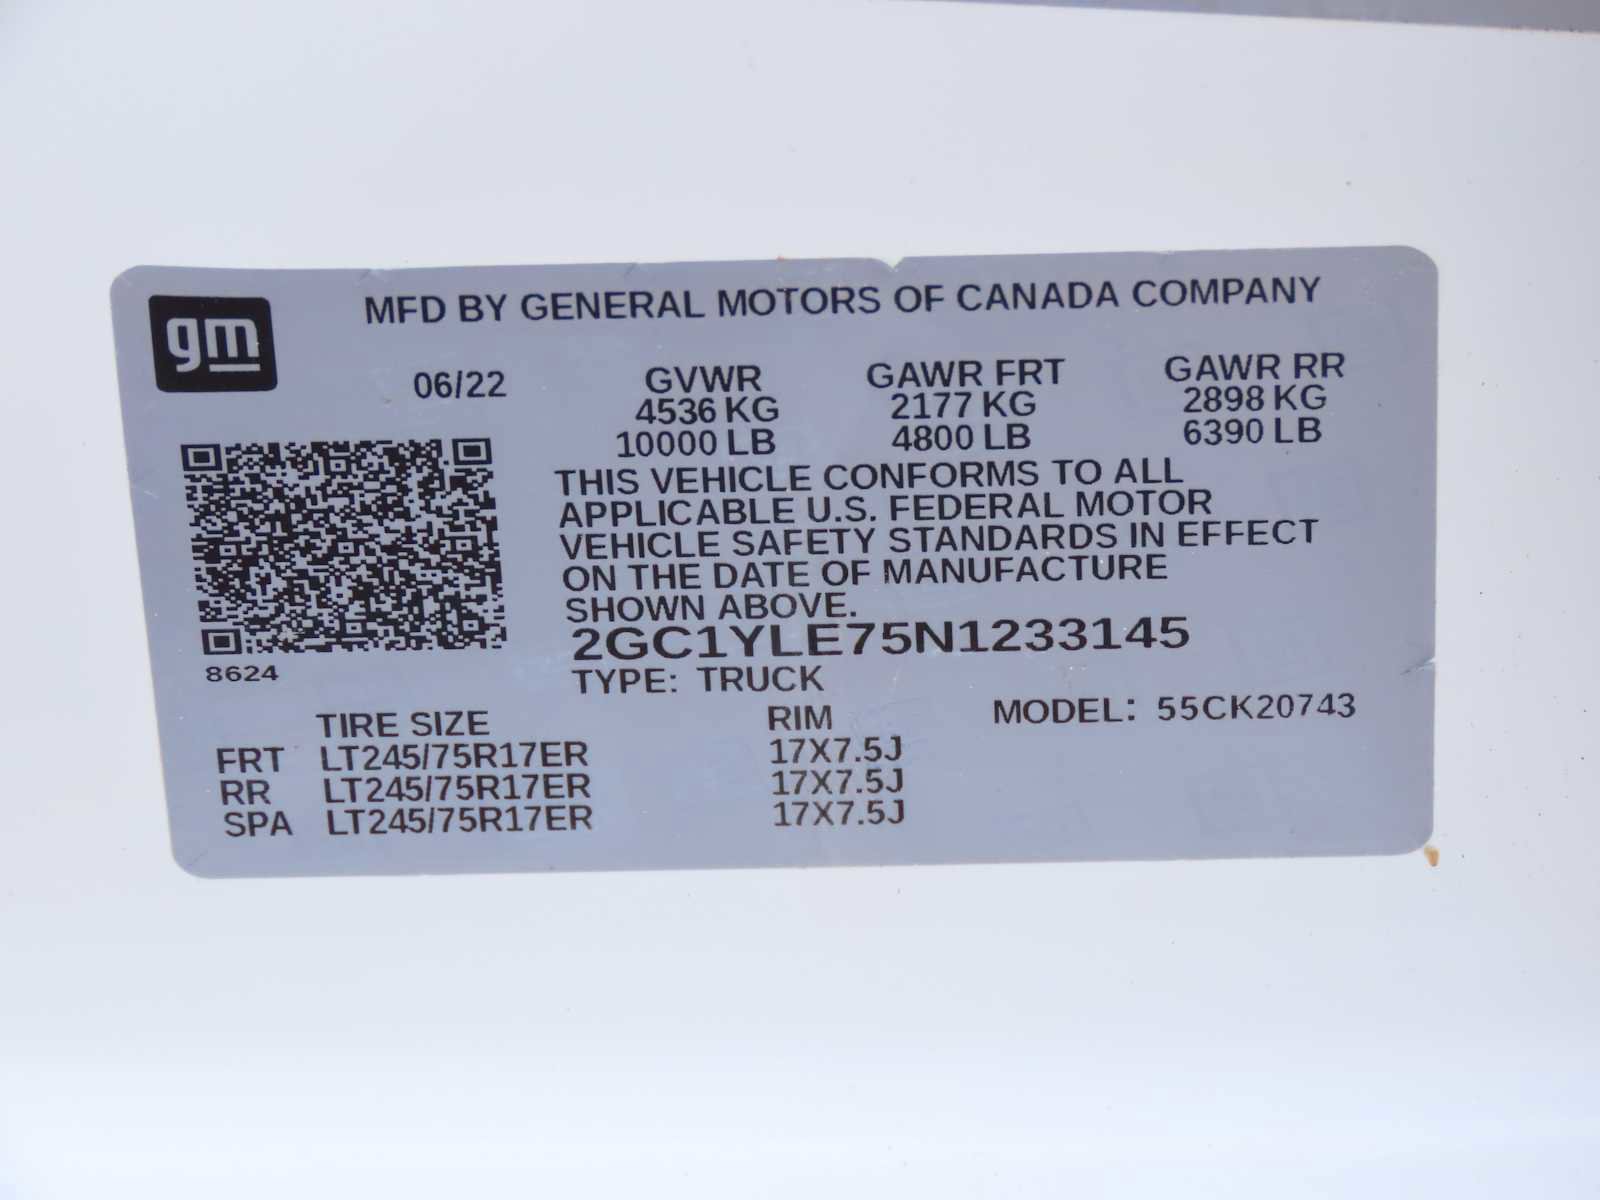 gm
MFD BY GENERAL MOTORS OF CANADA COMPANY
06/22 GVWR GAWR FRT GAWR RR
4536 KG 2177 KG 2898 KG
10000 LB 4800 LB 6390 LB
THIS VEHICLE CONFORMS TO ALL
APPLICABLE U.S. FEDERAL MOTOR
VEHICLE SAFETY STANDARDS IN EFFECT
ON THE DATE OF MANUFACTURE
SHOWN ABOVE.
2GC1YLE75N1233145
8624
TYPE: TRUCK
TIRE SIZE RIM MODEL: 55CK20743
FRT LT245/75R17ER 17X7.5J
RR LT245/75R17ER 17X7.5J
SPA LT245/75R17ER 17X7.5J